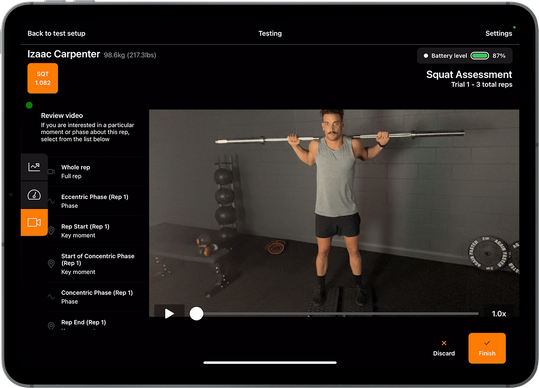 Back to test setup
Testing
Settings
Izaac Carpenter 98.6kg (217.3lbs)
Battery level 87%
SQT
1.082
Squat Assessment
Trial 1 - 3 total reps
Review video
If you are interested in a particular
moment or phase about this rep,
select from the list below
Whole rep
Full rep
Eccentric Phase (Rep 1)
Phase
Rep Start (Rep 1)
Key moment
Start of Concentric Phase
(Rep 1)
Key moment
Concentric Phase (Rep 1)
Phase
Rep End (Rep 1)
1.0x
Discard
Finish